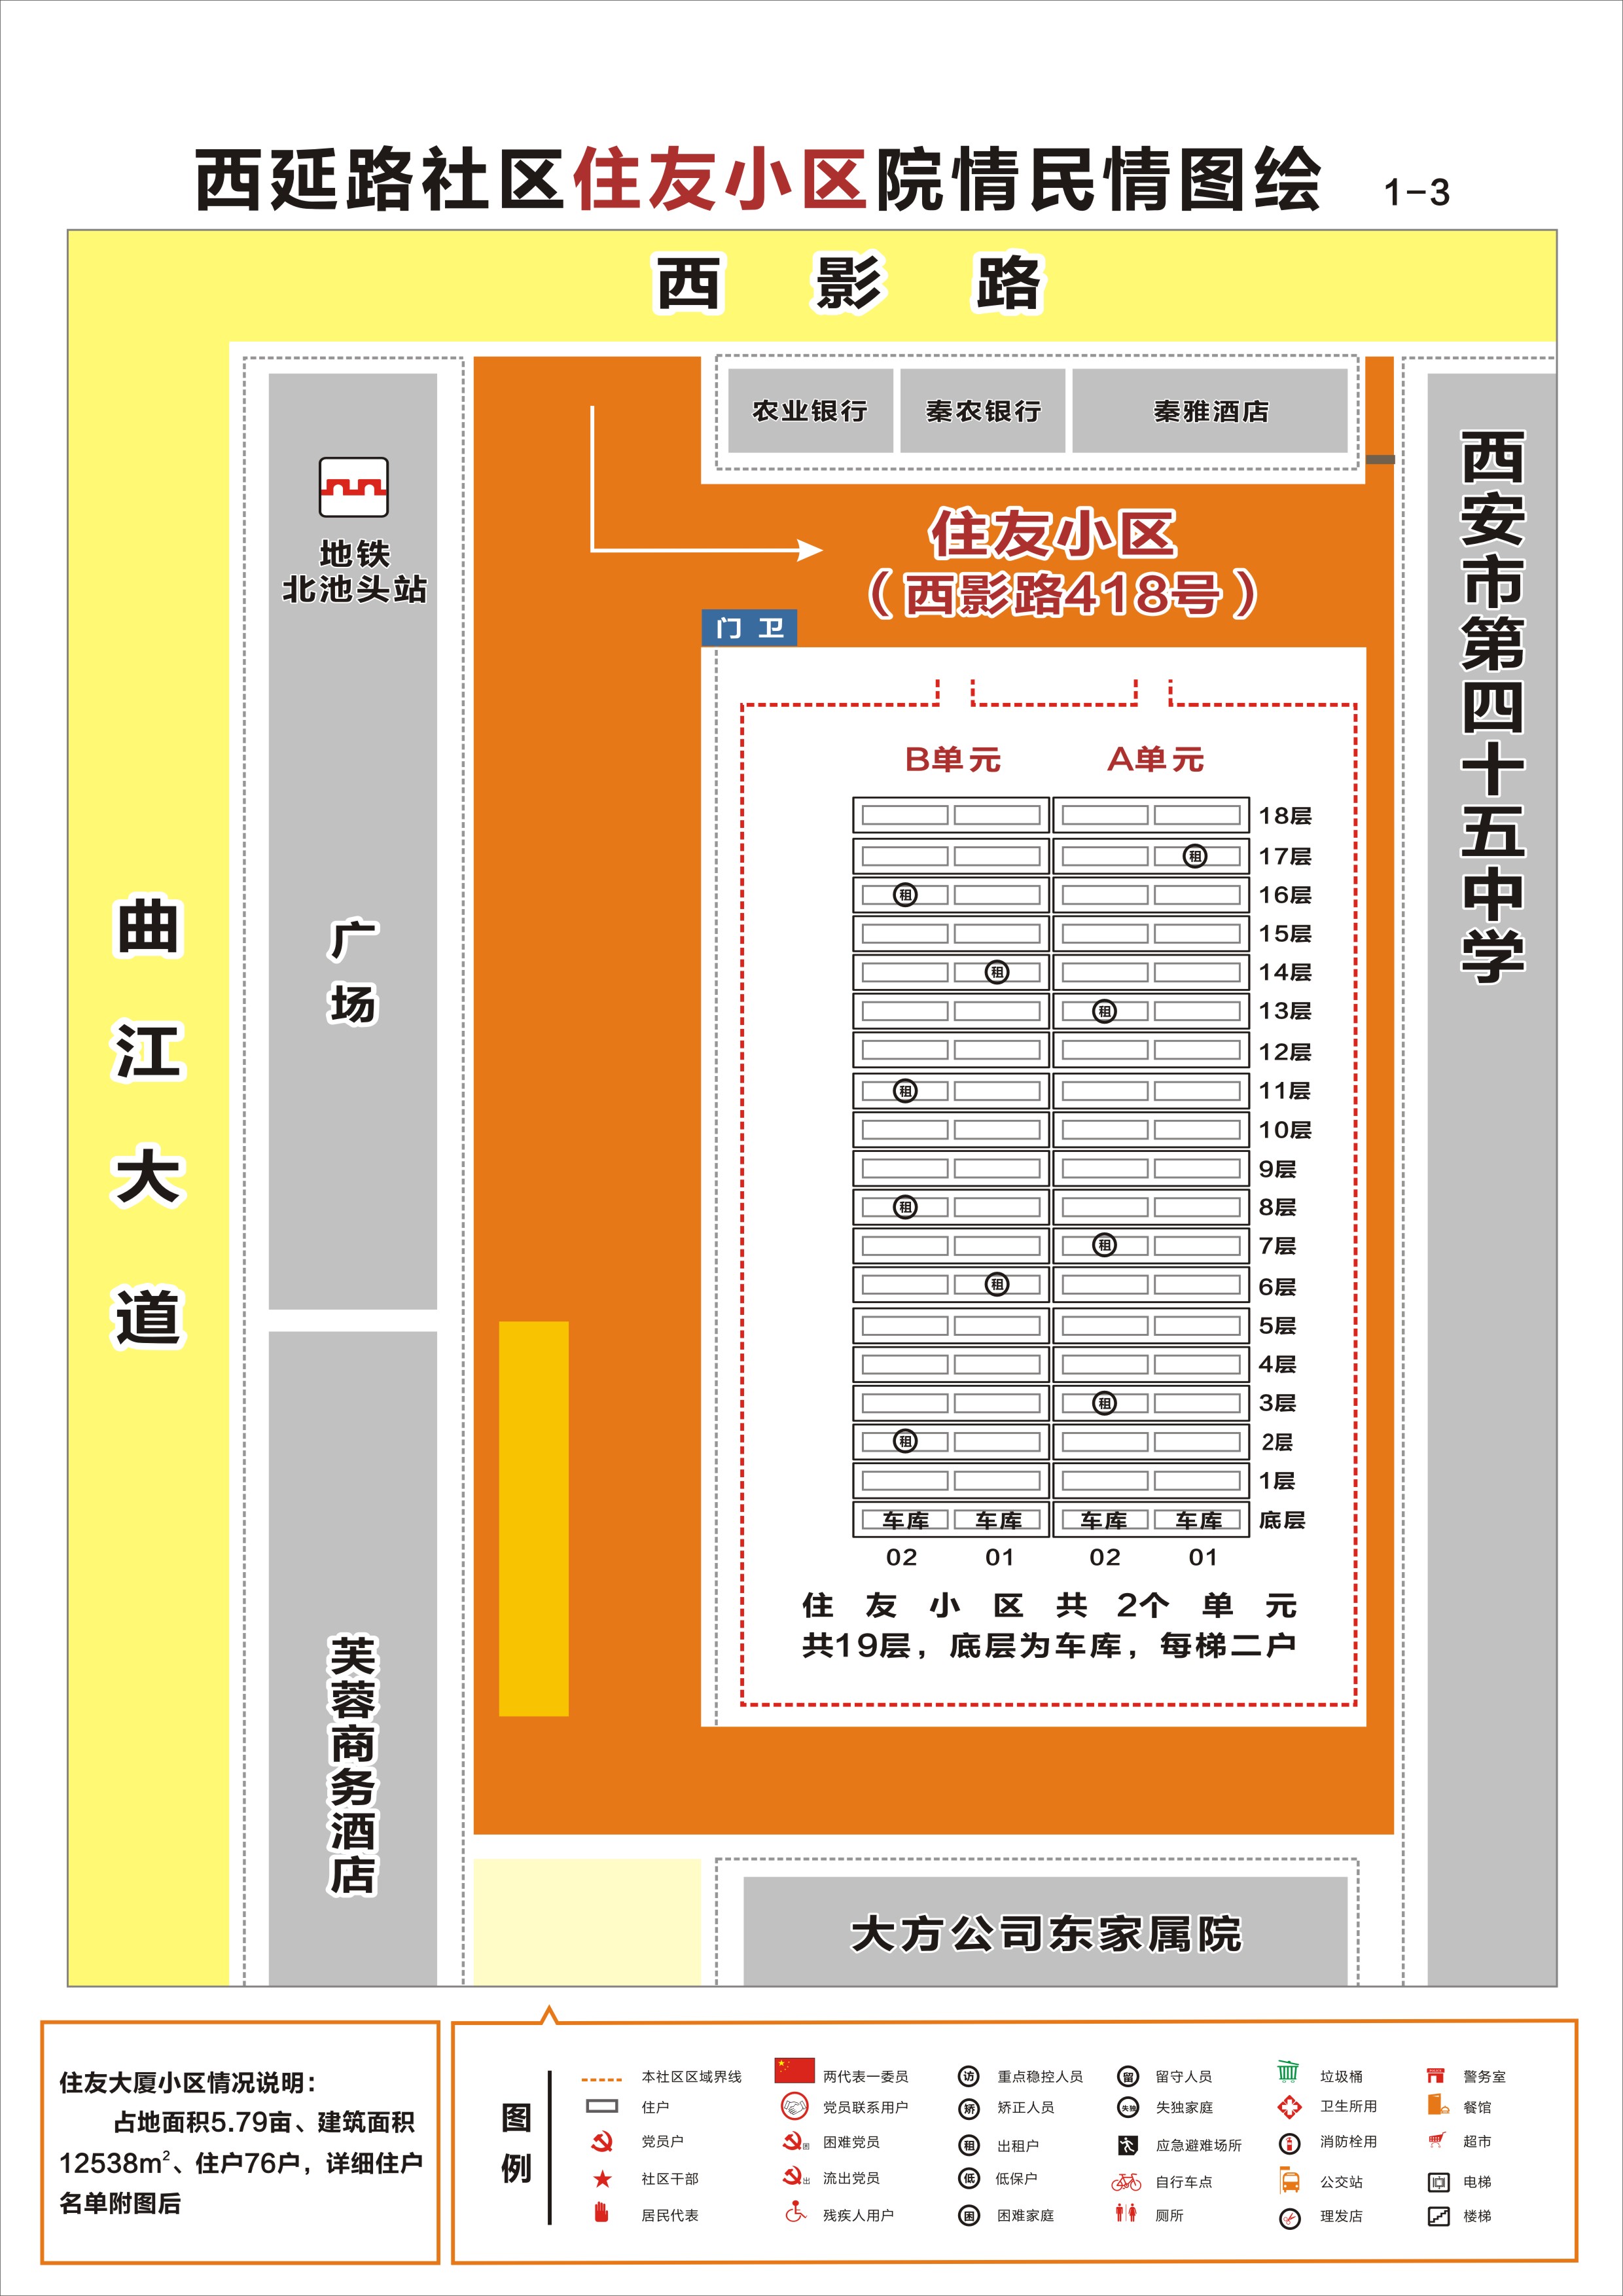 西延路社区住友小区院情民情图绘 1-3
西影路
农业银行
秦农银行
秦雅酒店
地铁
北池头站
住友小区
（西影路418号）
门卫
西安市第四十五中学
曲江大道
广场
芙蓉商务酒店
B单元
A单元
18层
租 17层
租 16层
15层
租 14层
租 13层
12层
租 11层
10层
9层
租 8层
租 7层
租 6层
5层
4层
租 3层
租 2层
1层
车库 车库 车库 车库 底层
02 01 02 01
住友小区共2个单元
共19层，底层为车库，每梯二户
大方公司东家属院
住友大厦小区情况说明：
占地面积5.79亩、建筑面积
12538m²、住户76户，详细住户
名单附图后
图例
本社区区域界线
住户
党员户
社区干部
居民代表
两代表一委员
党员联系用户
困 困难党员
出 流出党员
残疾人用户
访 重点稳控人员
矫 矫正人员
租 出租户
低 低保户
困 困难家庭
留 留守人员
失独 失独家庭
应急避难场所
自行车点
厕所
垃圾桶
卫生所用
消防栓用
公交站
理发店
警务室
餐馆
超市
电梯
楼梯